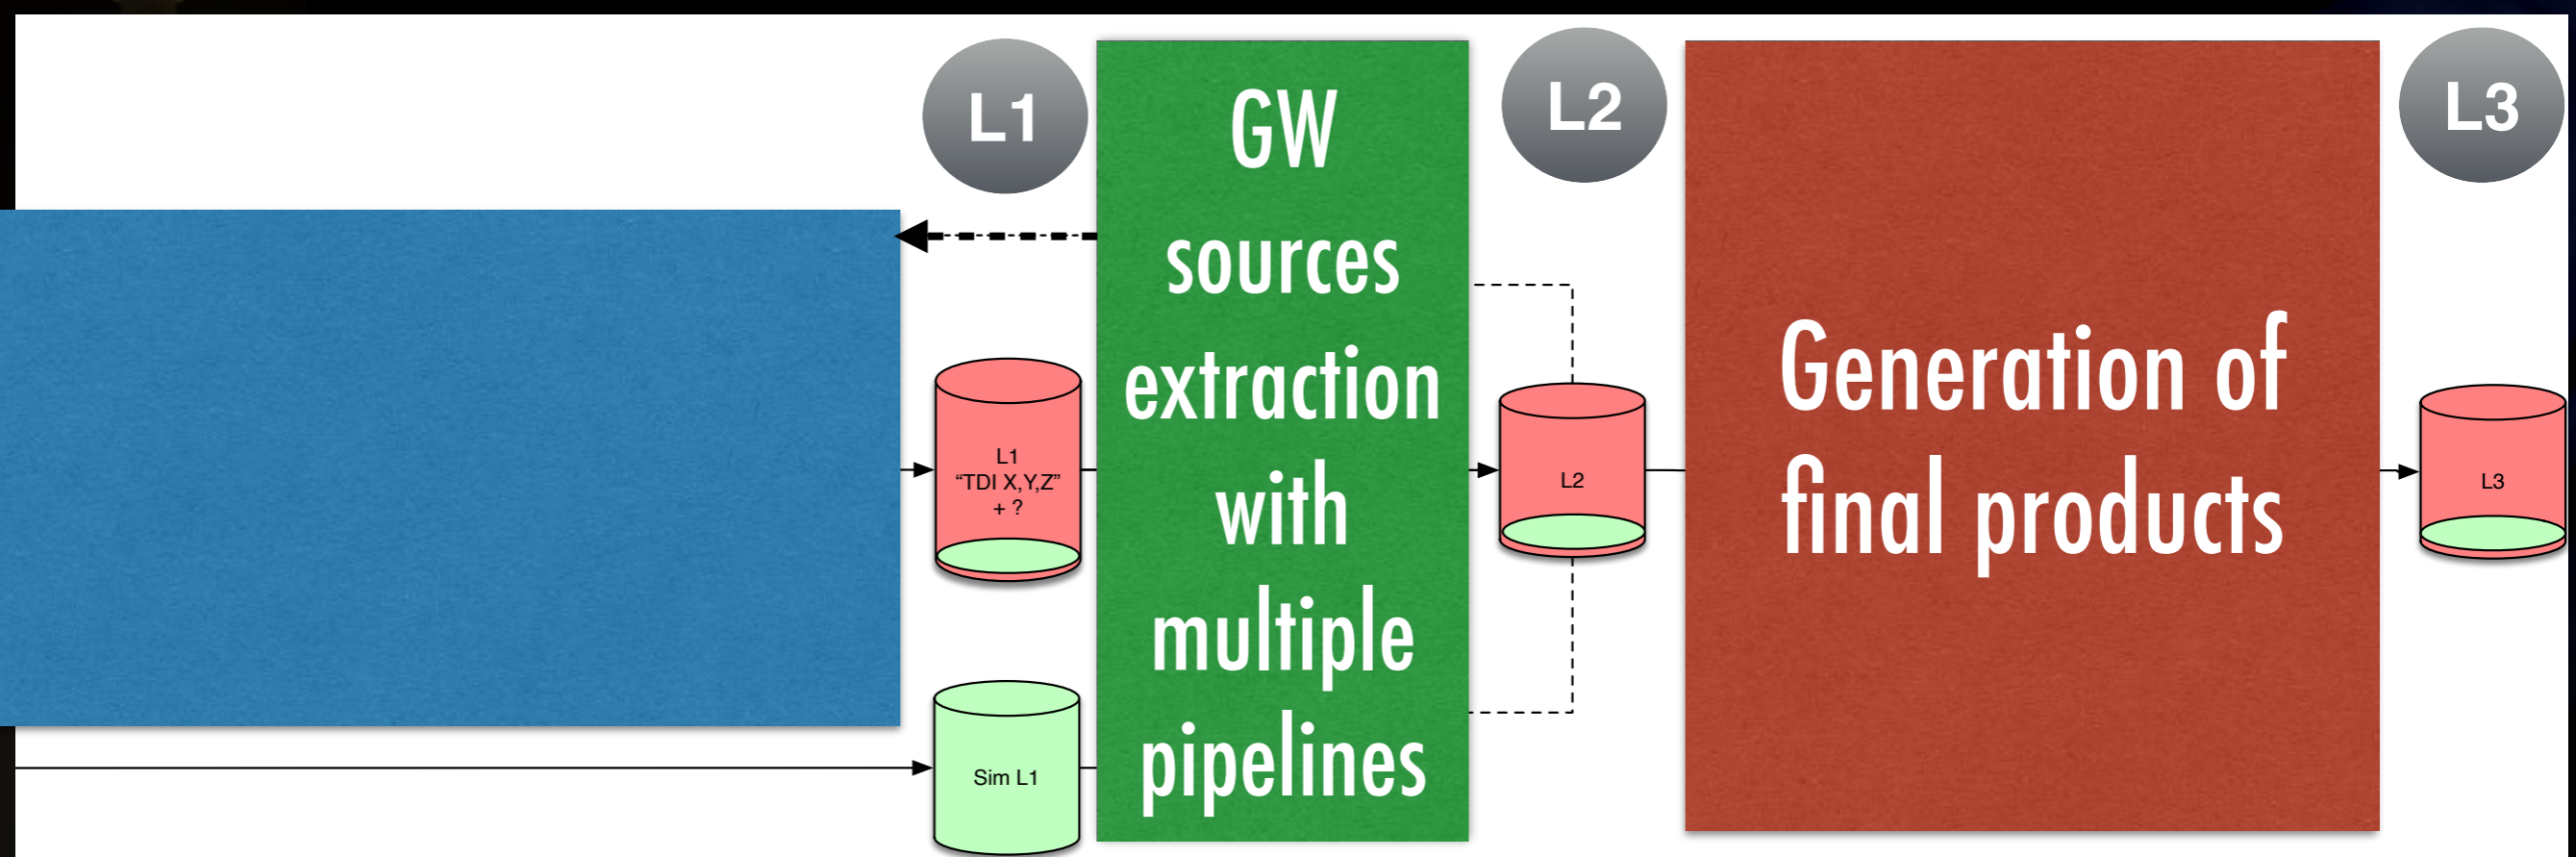 L1
GW
sources
extraction
with
multiple
pipelines
L2
L3
L1
“TDI X,Y,Z”
+ ?
L2
Generation of
final products
L3
Sim L1